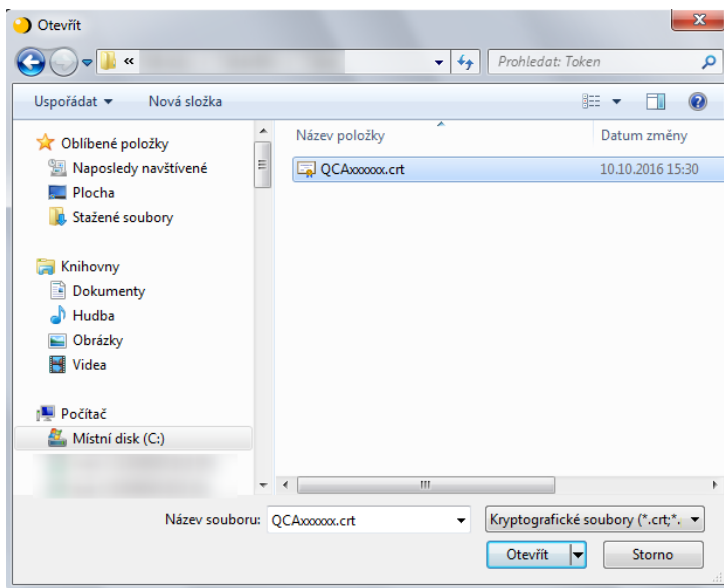 Otevřít
«
Prohledat: Token
Uspořádat
Nová složka
Oblíbené položky
Naposledy navštívené
Plocha
Stažené soubory
Knihovny
Dokumenty
Hudba
Obrázky
Videa
Počítač
Místní disk (C:)
Název položky
Datum změny
QCAxxxxxx.crt
10.10.2016 15:30
Název souboru:
QCAxxxxxx.crt
Kryptografické soubory (*.crt;*.
Otevřít
Storno